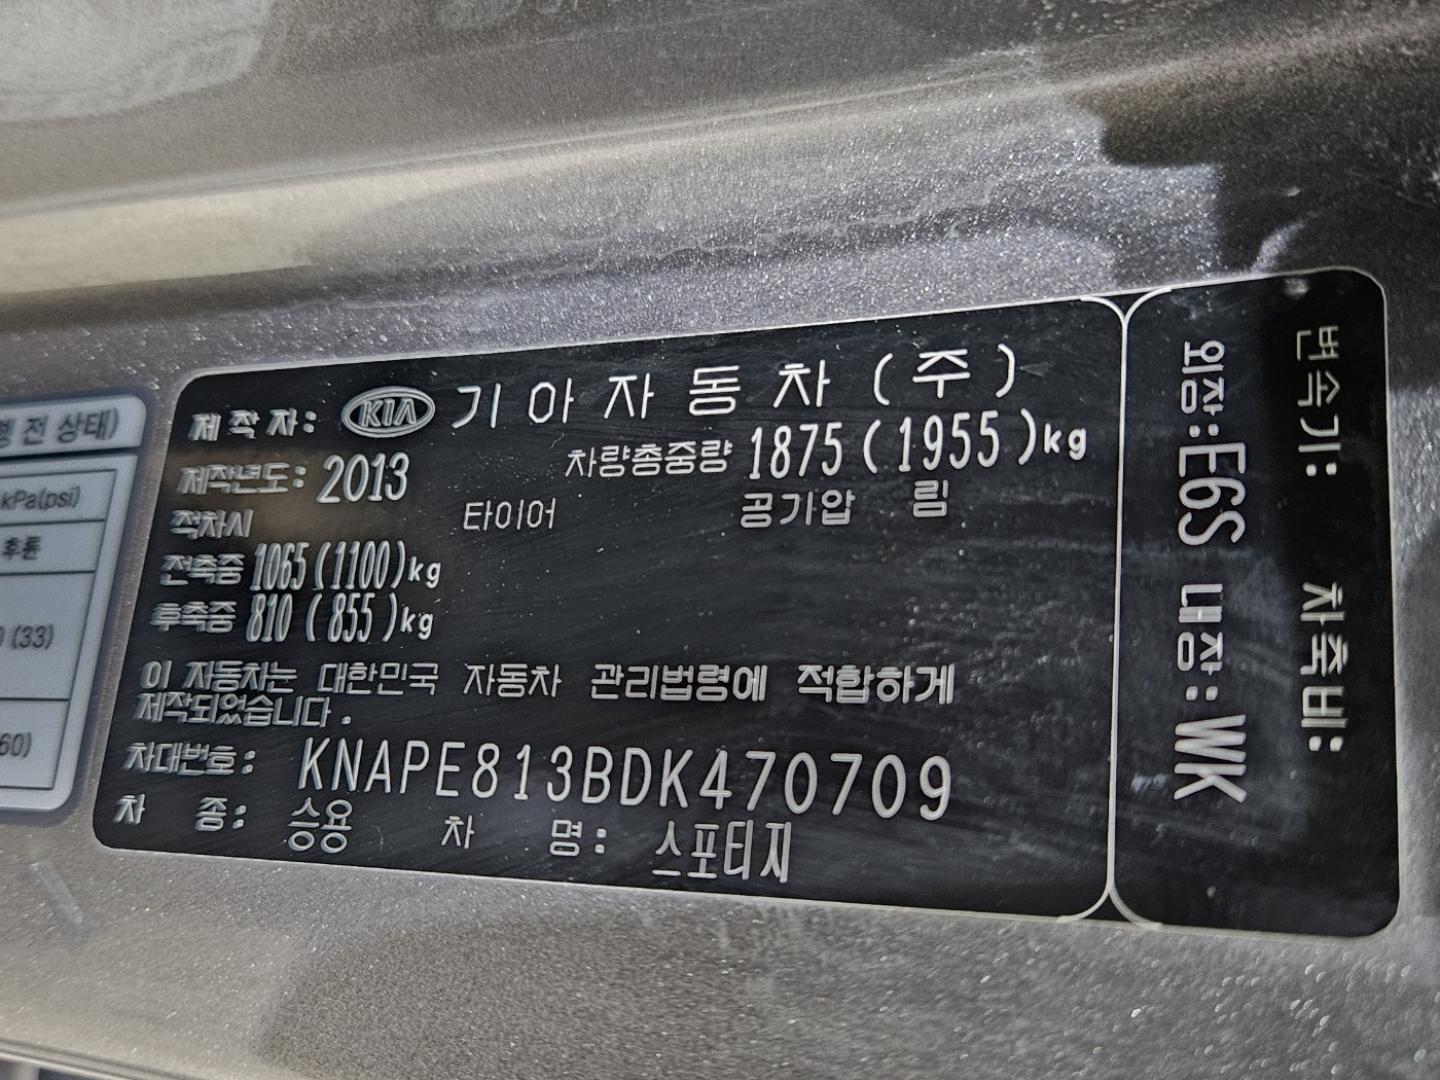 행 전 상태)
kPa(psi)
후륜
(33)
60)
제작자: KIA 기아자동차(주)
제작년도: 2013 차량총중량 1875(1955)kg
적차시 타이어 공기압 림
전축중 1065(1100)kg
후축중 810(855)kg
이 자동차는 대한민국 자동차 관리법령에 적합하게
제작되었습니다.
차대번호: KNAPE813BDK470709
차 종: 승용 차 명: 스포티지
변속기: 차축비:
외장:E6S 내장:WK